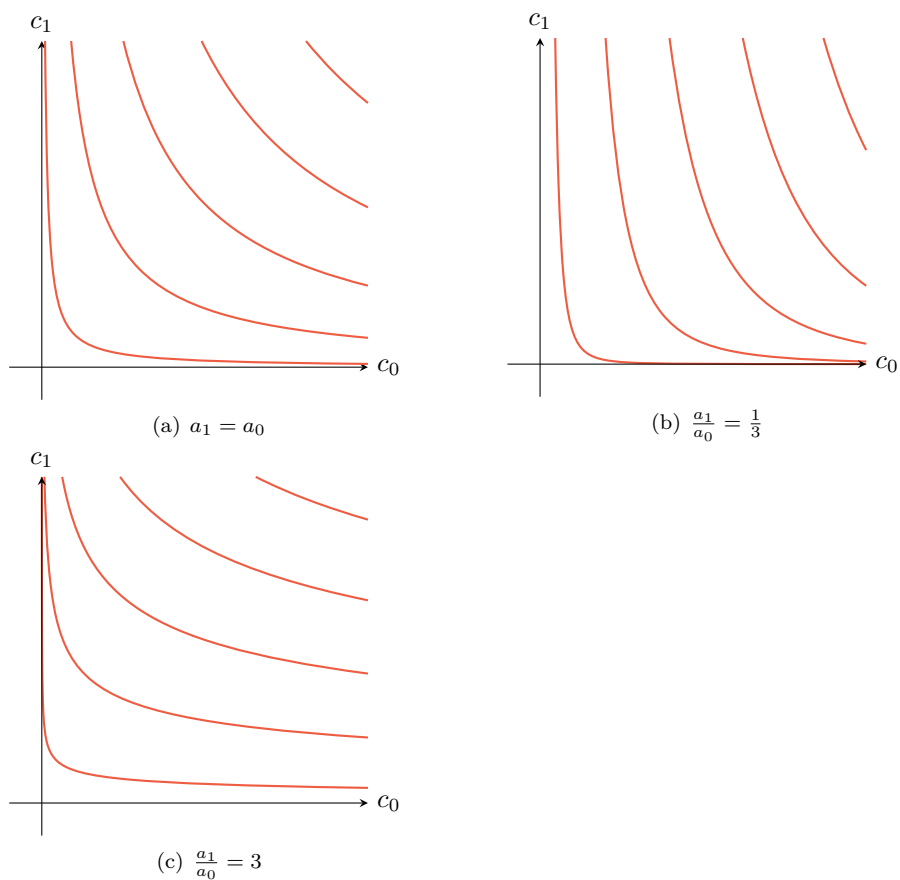 c₁
c₀
(a) a₁ = a₀
c₁
c₀
(b) a₁/a₀ = 1/3
c₁
c₀
(c) a₁/a₀ = 3